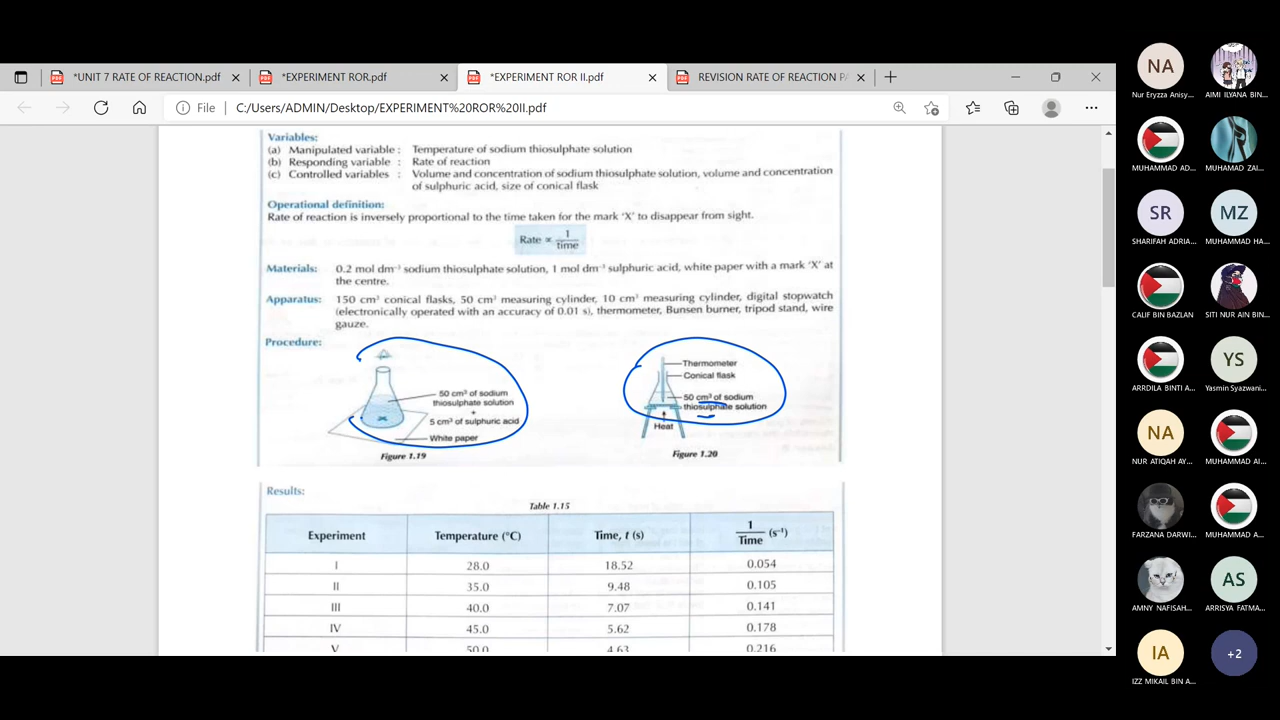 *UNIT 7 RATE OF REACTION.pdf
*EXPERIMENT ROR.pdf
*EXPERIMENT ROR II.pdf
REVISION RATE OF REACTION PA
File
C:/Users/ADMIN/Desktop/EXPERIMENT%20ROR%20II.pdf
Variables:
(a) Manipulated variable : Temperature of sodium thiosulphate solution
(b) Responding variable : Rate of reaction
(c) Controlled variables : Volume and concentration of sodium thiosulphate solution, volume and concentration
of sulphuric acid, size of conical flask
Operational definition:
Rate of reaction is inversely proportional to the time taken for the mark ‘X’ to disappear from sight.
Rate ∝ 1/time
Materials: 0.2 mol dm⁻³ sodium thiosulphate solution, 1 mol dm⁻³ sulphuric acid, white paper with a mark ‘X’ at
the centre.
Apparatus: 150 cm³ conical flasks, 50 cm³ measuring cylinder, 10 cm³ measuring cylinder, digital stopwatch
(electronically operated with an accuracy of 0.01 s), thermometer, Bunsen burner, tripod stand, wire
gauze.
Procedure:
50 cm³ of sodium
thiosulphate solution
+
5 cm³ of sulphuric acid
White paper
Figure 1.19
Thermometer
Conical flask
50 cm³ of sodium
thiosulphate solution
Heat
Figure 1.20
Results:
Table 1.15
Experiment Temperature (°C) Time, t (s) 1/Time (s⁻¹)
I 28.0 18.52 0.054
II 35.0 9.48 0.105
III 40.0 7.07 0.141
IV 45.0 5.62 0.178
V 50.0 4.63 0.216
NA
Nur Eryzza Anisy...
AIMI ILYANA BIN...
MUHAMMAD AD...
MUHAMAD ZAI...
SR
SHARIFAH ADRIA...
MZ
MUHAMMAD HA...
CALIF BIN BAZLAN
SITI NUR AIN BIN...
ARRDILA BINTI A...
YS
Yasmin Syazwani...
NA
NUR ATIQAH AY...
MUHAMMAD AI...
FARZANA DARWI...
MUHAMMAD A...
AMNY NAFISAH...
AS
ARRISYA FATMA...
IA
IZZ MIKAIL BIN A...
+2